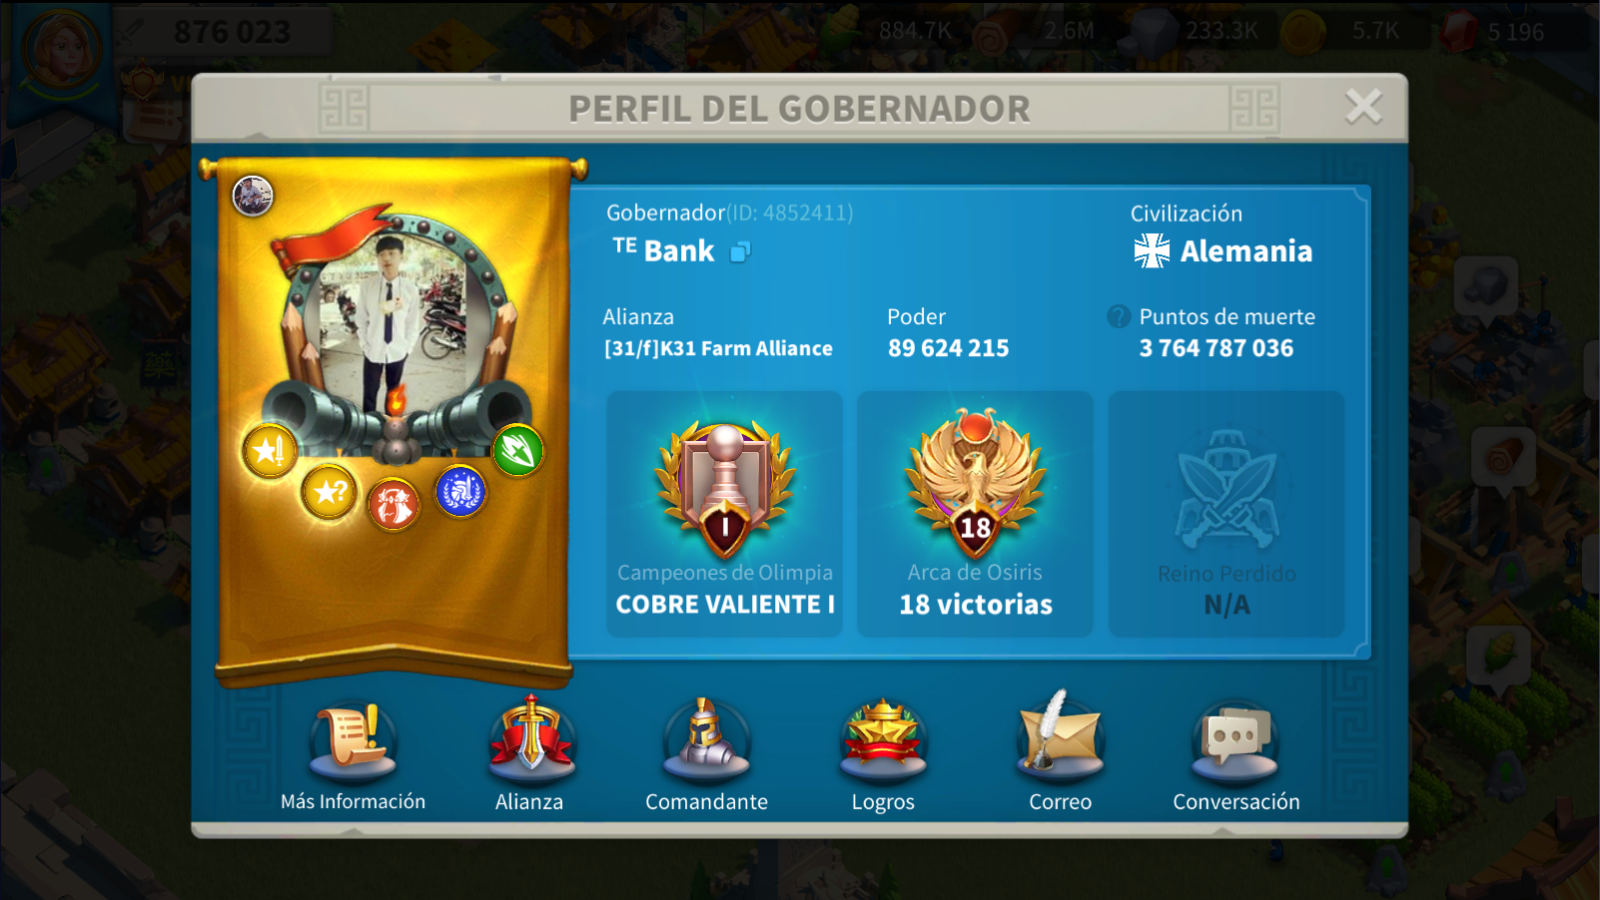 876 023
884.7K
2.6M
233.3K
5.7K
5 196
PERFIL DEL GOBERNADOR
Gobernador(ID: 4852411)
ᵀᴱ Bank
Civilización
Alemania
Alianza
[31/f]K31 Farm Alliance
Poder
89 624 215
? Puntos de muerte
3 764 787 036
I
Campeones de Olimpia
COBRE VALIENTE I
18
Arca de Osiris
18 victorias
Reino Perdido
N/A
Más Información
Alianza
Comandante
Logros
Correo
Conversación